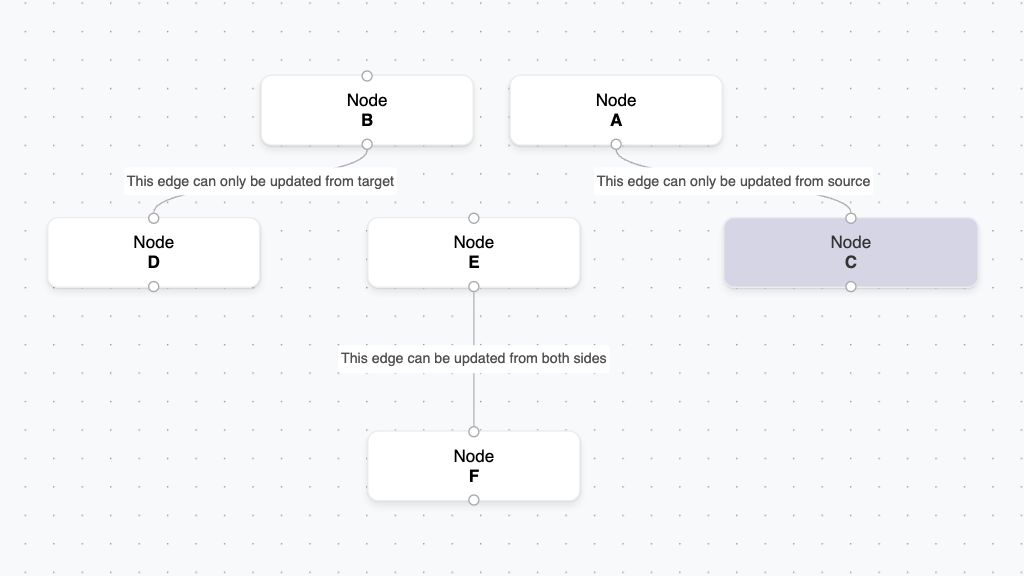 Node
B
Node
A
This edge can only be updated from target
This edge can only be updated from source
Node
D
Node
E
Node
C
This edge can be updated from both sides
Node
F